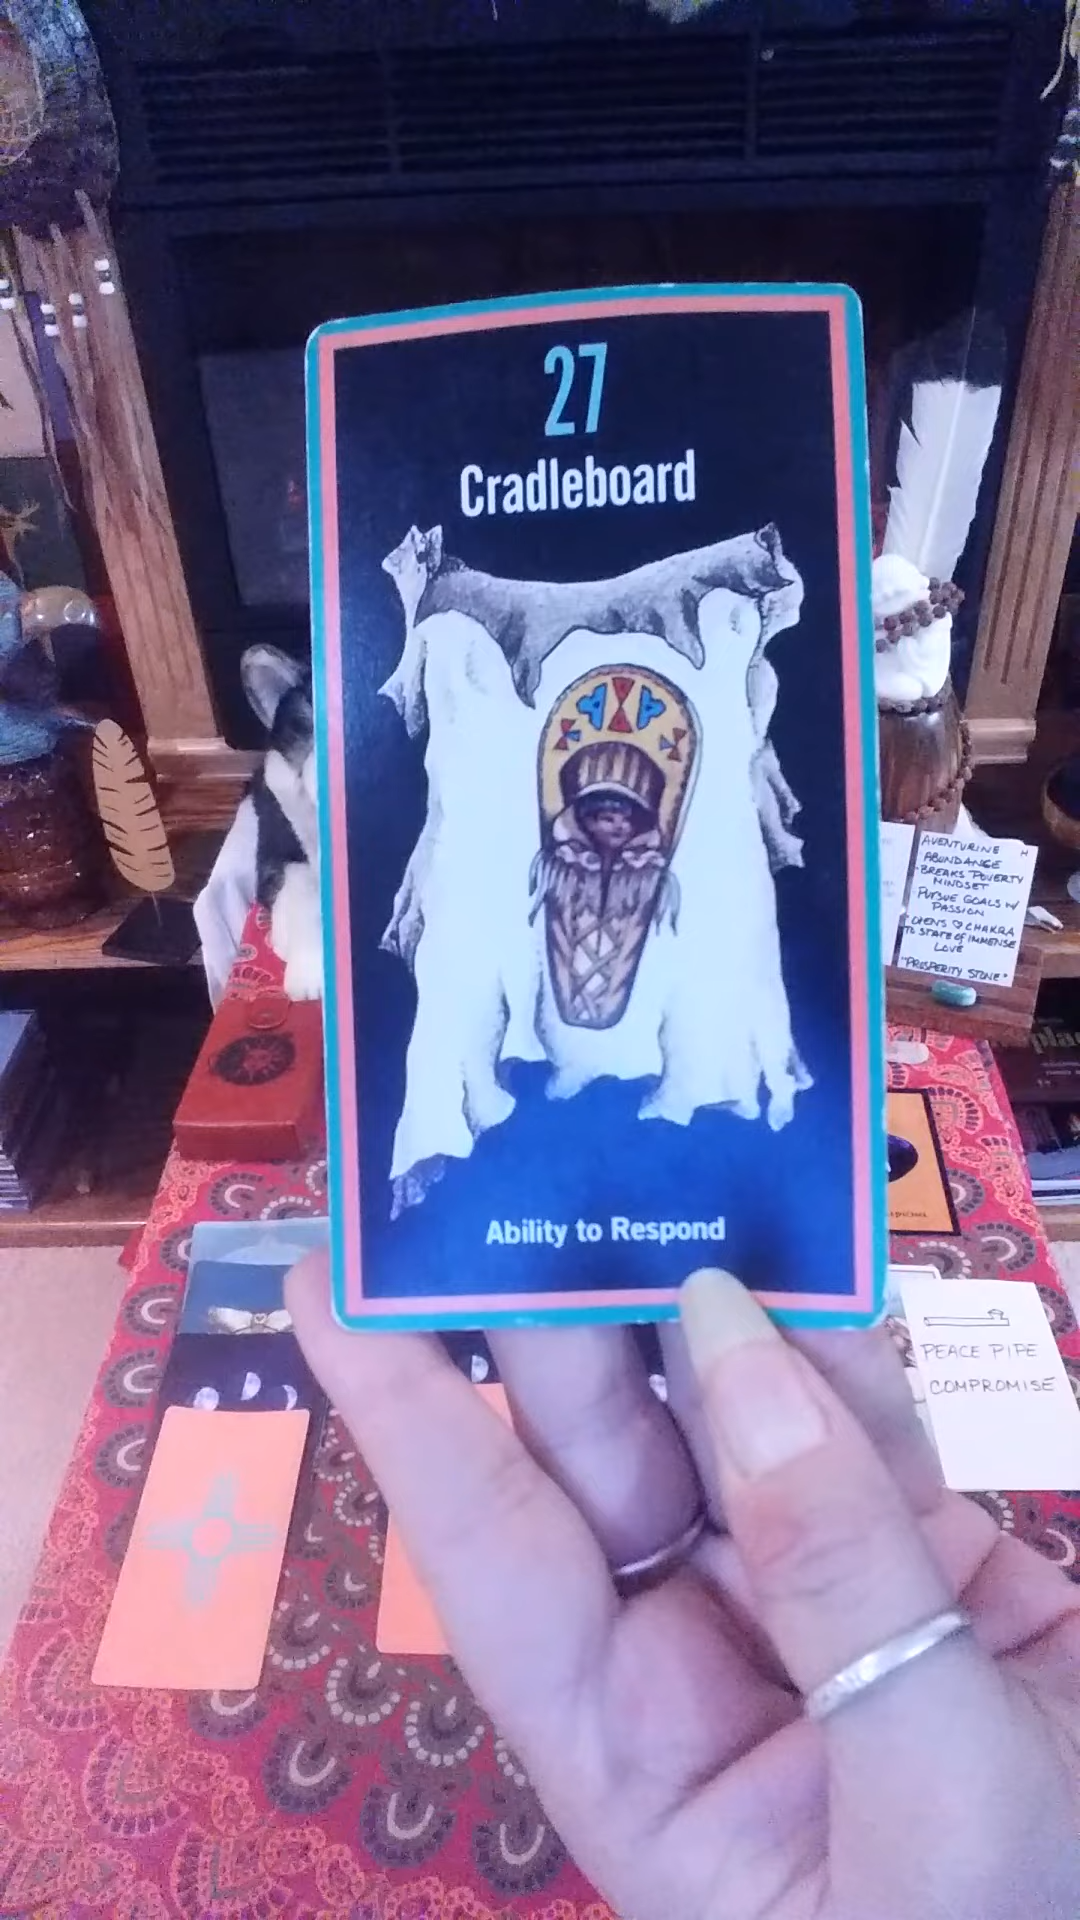 27
Cradleboard
Ability to Respond
AVENTURINE H
ABUNDANCE
·BREAKS POVERTY
MINDSET
·PURSUE GOALS W/
PASSION
·OPENS ♡ CHAKRA
TO STATE of IMMENSE
LOVE
"PROSPERITY STONE"
PEACE PIPE
COMPROMISE